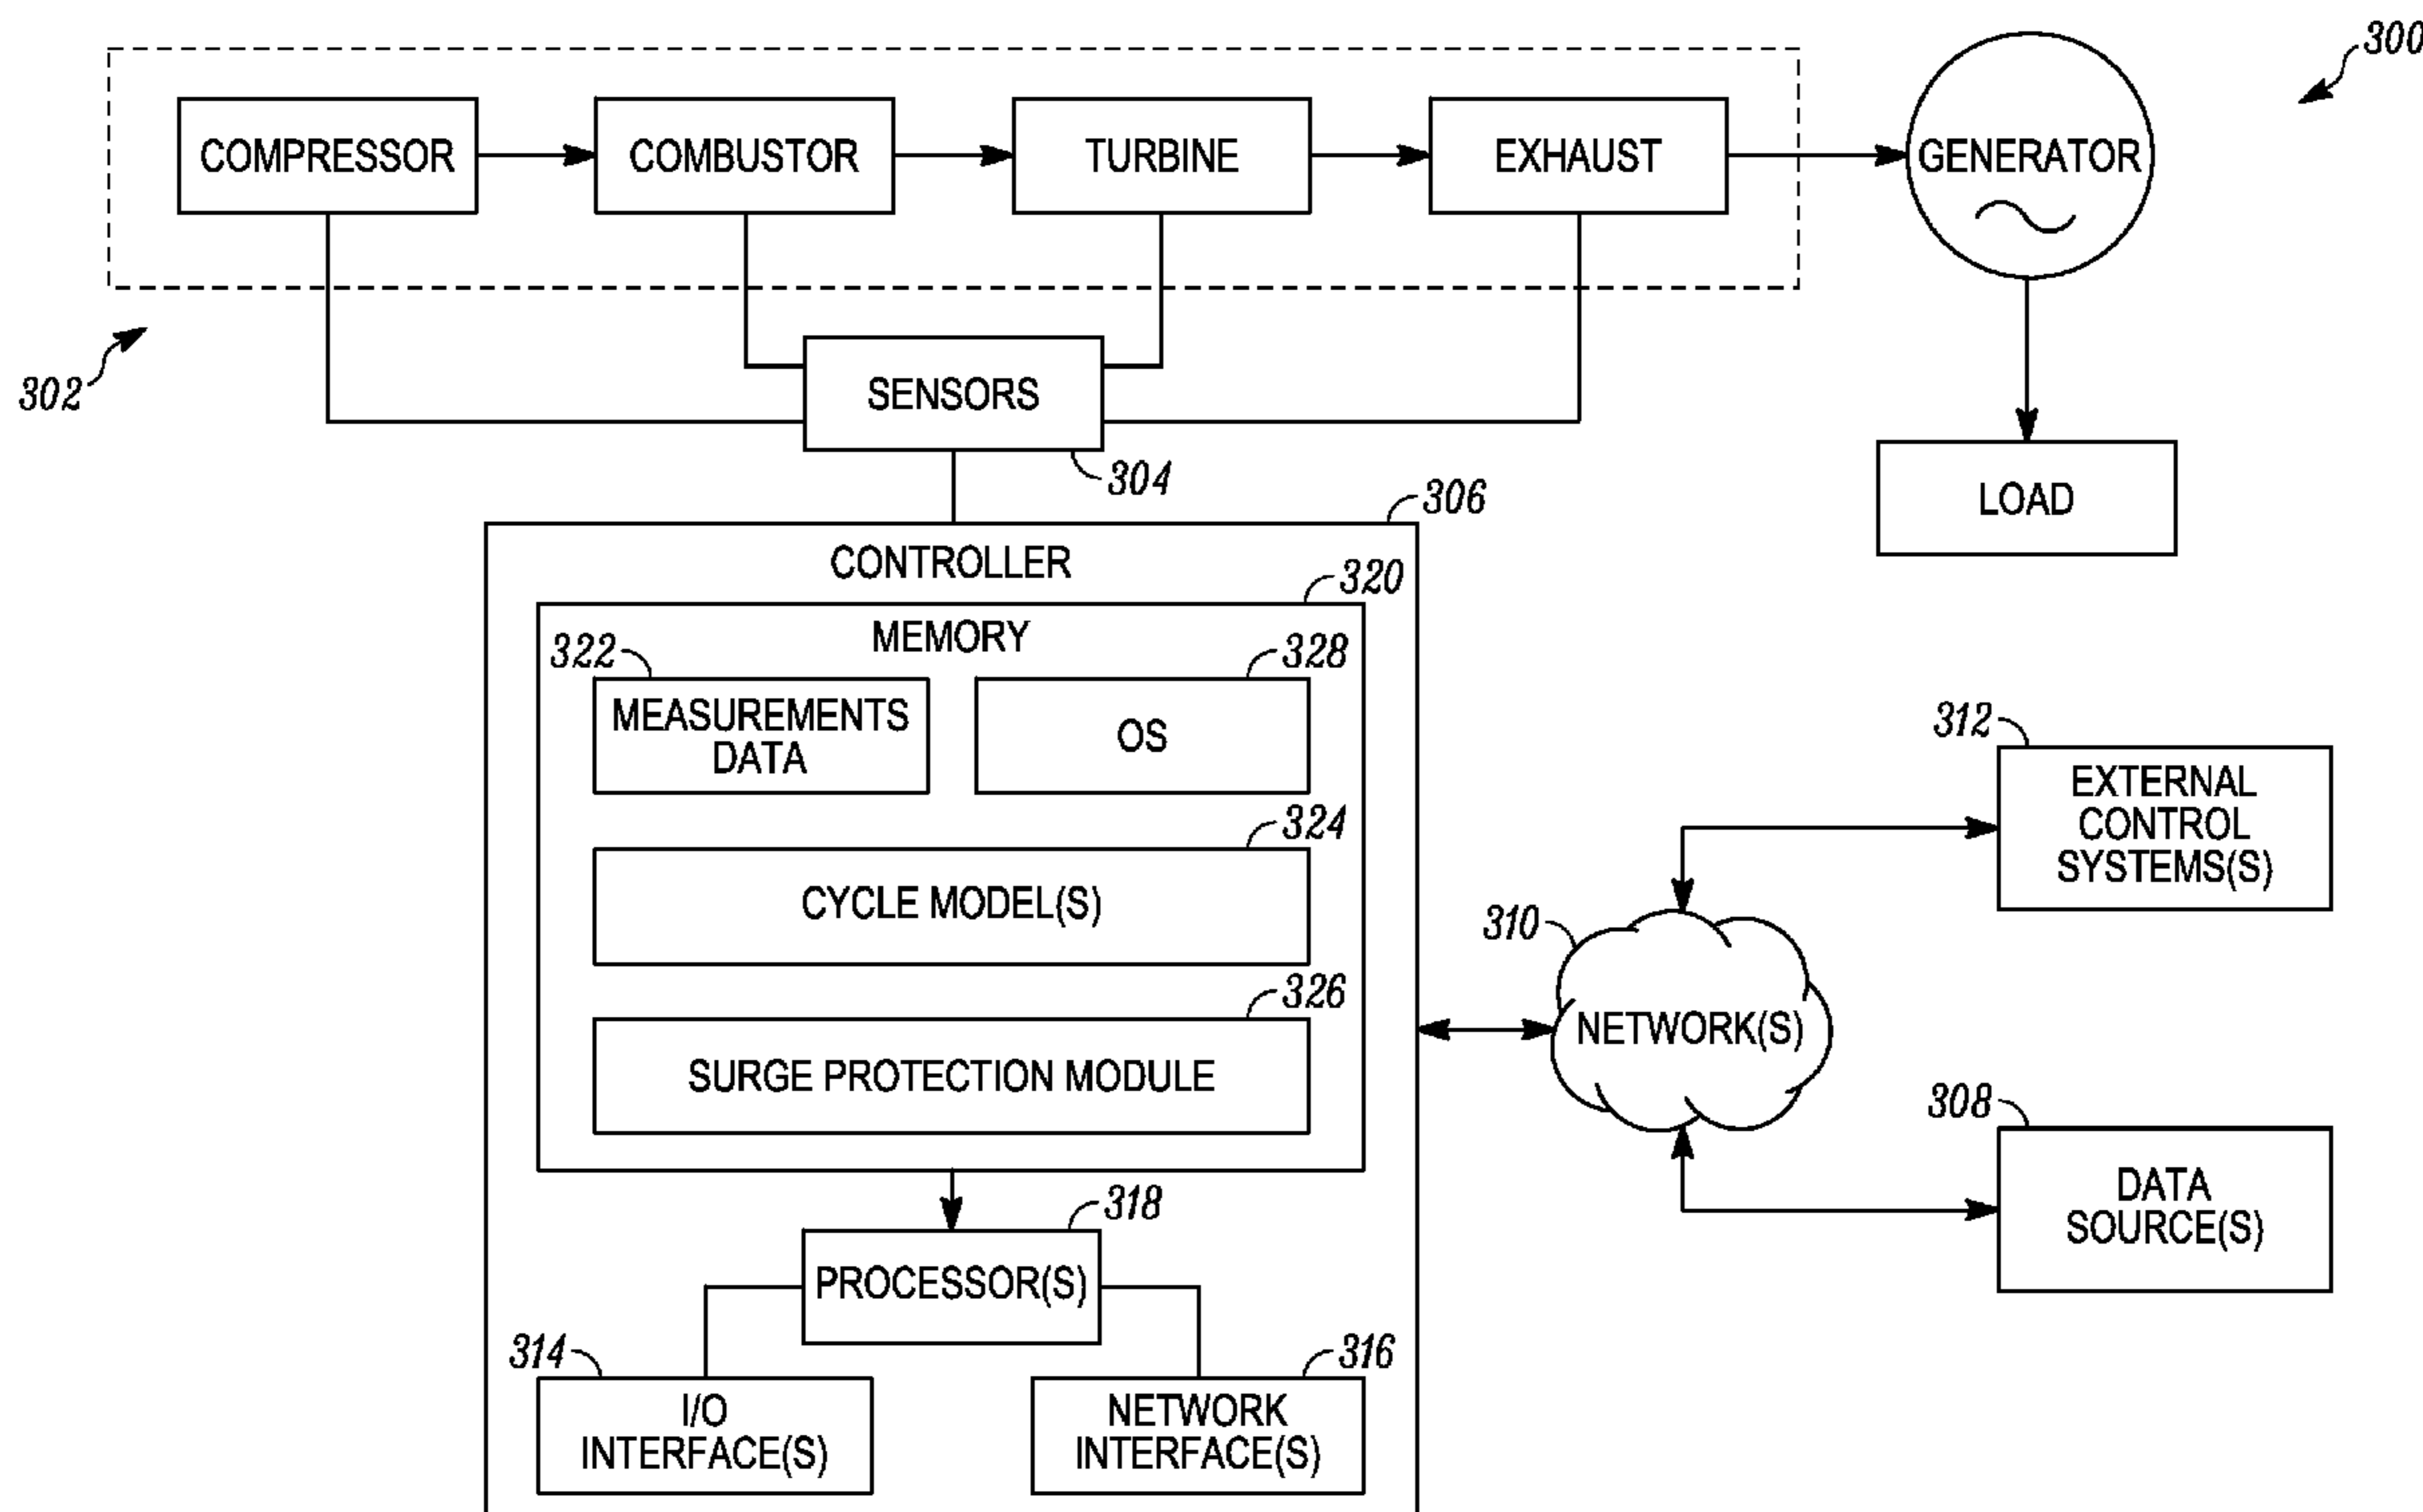 300
COMPRESSOR
COMBUSTOR
TURBINE
EXHAUST
GENERATOR
302
SENSORS
304
LOAD
306
CONTROLLER
320
MEMORY
322
328
MEASUREMENTS
DATA
OS
324
CYCLE MODEL(S)
326
SURGE PROTECTION MODULE
318
PROCESSOR(S)
314
316
I/O
INTERFACE(S)
NETWORK
INTERFACE(S)
310
NETWORK(S)
312
EXTERNAL
CONTROL
SYSTEMS(S)
308
DATA
SOURCE(S)